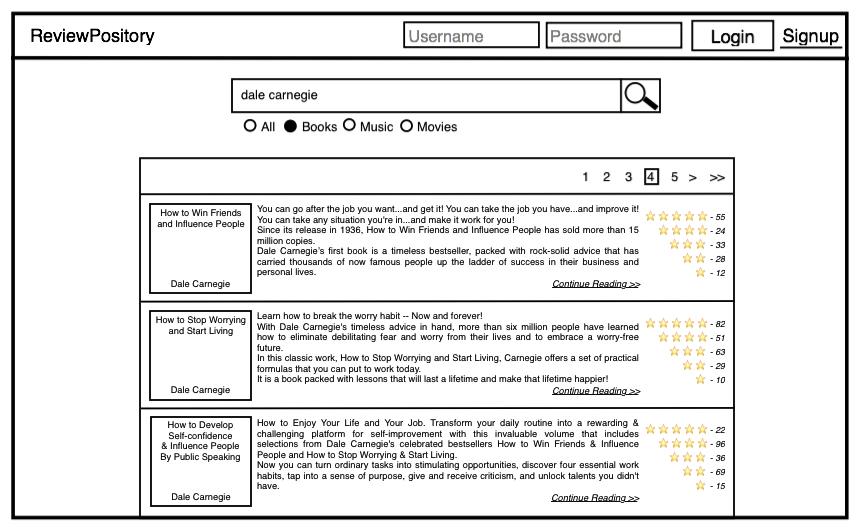 ReviewPository
Username
Password
Login
Signup
dale carnegie
All
Books
Music
Movies
1 2 3 4 5 > >>
How to Win Friends
and Influence People
Dale Carnegie
You can go after the job you want...and get it! You can take the job you have...and improve it!
You can take any situation you're in...and make it work for you!
Since its release in 1936, How to Win Friends and Influence People has sold more than 15
million copies.
Dale Carnegie's first book is a timeless bestseller, packed with rock-solid advice that has
carried thousands of now famous people up the ladder of success in their business and
personal lives.
Continue Reading >>
- 55
- 24
- 33
- 28
- 12
How to Stop Worrying
and Start Living
Dale Carnegie
Learn how to break the worry habit -- Now and forever!
With Dale Carnegie's timeless advice in hand, more than six million people have learned
how to eliminate debilitating fear and worry from their lives and to embrace a worry-free
future.
In this classic work, How to Stop Worrying and Start Living, Carnegie offers a set of practical
formulas that you can put to work today.
It is a book packed with lessons that will last a lifetime and make that lifetime happier!
Continue Reading >>
- 82
- 51
- 63
- 29
- 10
How to Develop
Self-confidence
& Influence People
By Public Speaking
Dale Carnegie
How to Enjoy Your Life and Your Job. Transform your daily routine into a rewarding &
challenging platform for self-improvement with this invaluable volume that includes
selections from Dale Carnegie's celebrated bestsellers How to Win Friends & Influence
People and How to Stop Worrying & Start Living.
Now you can turn ordinary tasks into stimulating opportunities, discover four essential work
habits, tap into a sense of purpose, give and receive criticism, and unlock talents you didn't
have.
Continue Reading >>
- 22
- 96
- 36
- 69
- 15